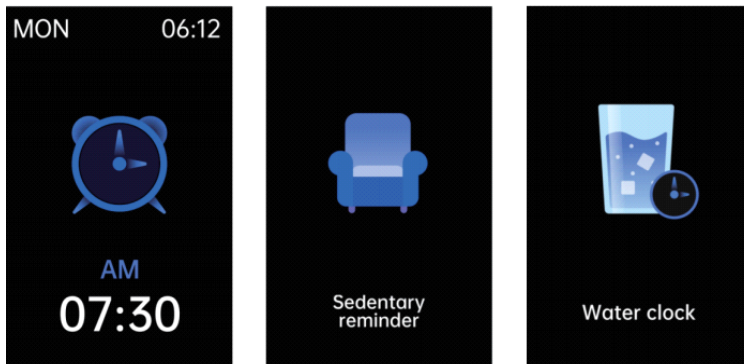 MON 06:12
AM
07:30
Sedentary
reminder
Water clock